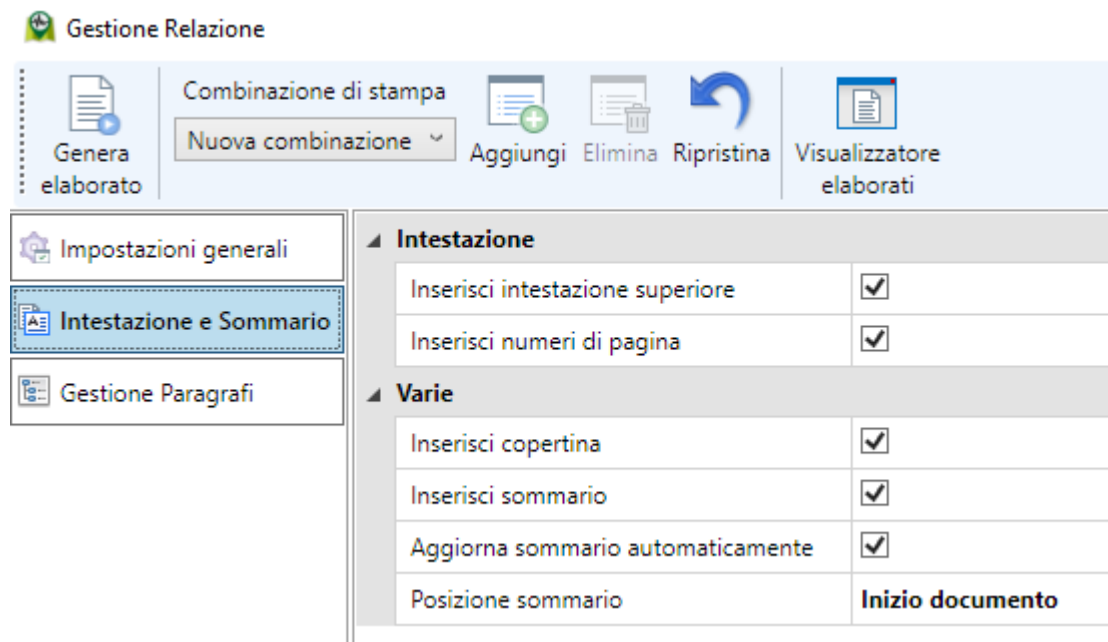 Gestione Relazione
Genera
elaborato
Combinazione di stampa
Nuova combinazione
Aggiungi
Elimina
Ripristina
Visualizzatore
elaborati
Impostazioni generali
Intestazione e Sommario
Gestione Paragrafi
Intestazione
Inserisci intestazione superiore
Inserisci numeri di pagina
Varie
Inserisci copertina
Inserisci sommario
Aggiorna sommario automaticamente
Posizione sommario Inizio documento